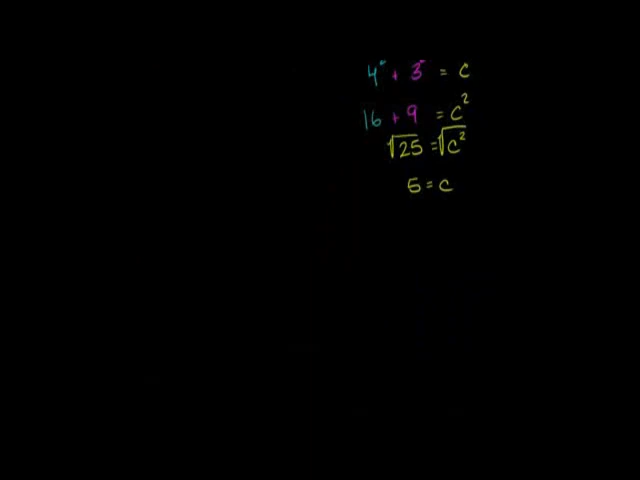 4² + 3² = c
16 + 9 = c²
√25 = √c²
5 = c